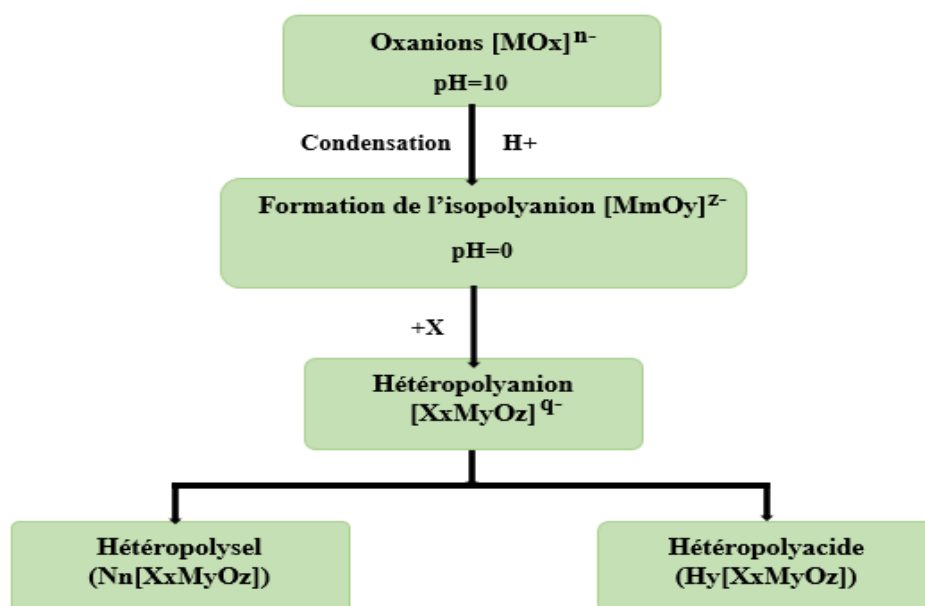 Oxanions [MOx]ⁿ⁻
pH=10
Condensation H+
Formation de l’isopolyanion [MmOy]ᶻ⁻
pH=0
+X
Hétéropolyanion
[XxMyOz]q-
Hétéropolysel
(Nn[XxMyOz])
Hétéropolyacide
(Hy[XxMyOz])